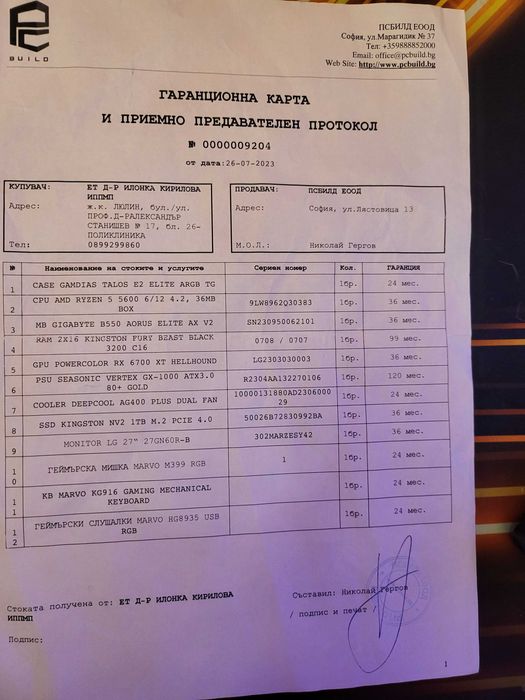 BUILD
ПСБИЛД ЕООД
София, ул.Марагидик № 37
Тел: +359888852000
Email: office@pcbuild.bg
Web Site: http://www.pcbuild.bg
ГАРАНЦИОННА КАРТА
И ПРИЕМНО ПРЕДАВАТЕЛЕН ПРОТОКОЛ
№ 0000009204
от дата:26-07-2023
КУПУВАЧ: ЕТ Д-Р ИЛОНКА КИРИЛОВА
ИППМП
Адрес: ж.к. ЛЮЛИН, бул./ул.
ПРОФ.Д-РАЛЕКСАНДЪР
СТАНИШЕВ № 17, бл. 26-
ПОЛИКЛИНИКА
Тел: 0899299860
ПРОДАВАЧ: ПСБИЛД ЕООД
Адрес: София, ул.Лястовица 13
М.О.Л.: Николай Гергов
№ Наименование на стоките и услугите Сериен номер Кол. ГАРАНЦИЯ
1 CASE GAMDIAS TALOS E2 ELITE ARGB TG 1бр. 24 мес.
2 CPU AMD RYZEN 5 5600 6/12 4.2, 36MB BOX 9LW8962Q30383 1бр. 36 мес.
3 MB GIGABYTE B550 AORUS ELITE AX V2 SN230950062101 1бр. 36 мес.
4 RAM 2X16 KINGSTON FURY BEAST BLACK 3200 C16 0708 / 0707 1бр. 99 мес.
5 GPU POWERCOLOR RX 6700 XT HELLHOUND LG2303030003 1бр. 36 мес.
6 PSU SEASONIC VERTEX GX-1000 ATX3.0 80+ GOLD R2304AA132270106 1бр. 120 мес.
7 COOLER DEEPCOOL AG400 PLUS DUAL FAN 10000131880AD2306000 29 1бр. 24 мес.
8 SSD KINGSTON NV2 1TB M.2 PCIE 4.0 50026B72830992BA 1бр. 36 мес.
9 MONITOR LG 27" 27GN60R-B 302MARZESY42 1бр. 36 мес.
10 ГЕЙМЪРСКА МИШКА MARVO M399 RGB 1 1бр. 24 мес.
11 KB MARVO KG916 GAMING MECHANICAL KEYBOARD 1бр. 24 мес.
12 ГЕЙМЪРСКИ СЛУШАЛКИ MARVO HG8935 USB RGB 1бр. 24 мес.
Стоката получена от: ЕТ Д-Р ИЛОНКА КИРИЛОВА
ИППМП
Подпис:
Съставил: Николай Гергов
/ подпис и печат /
1